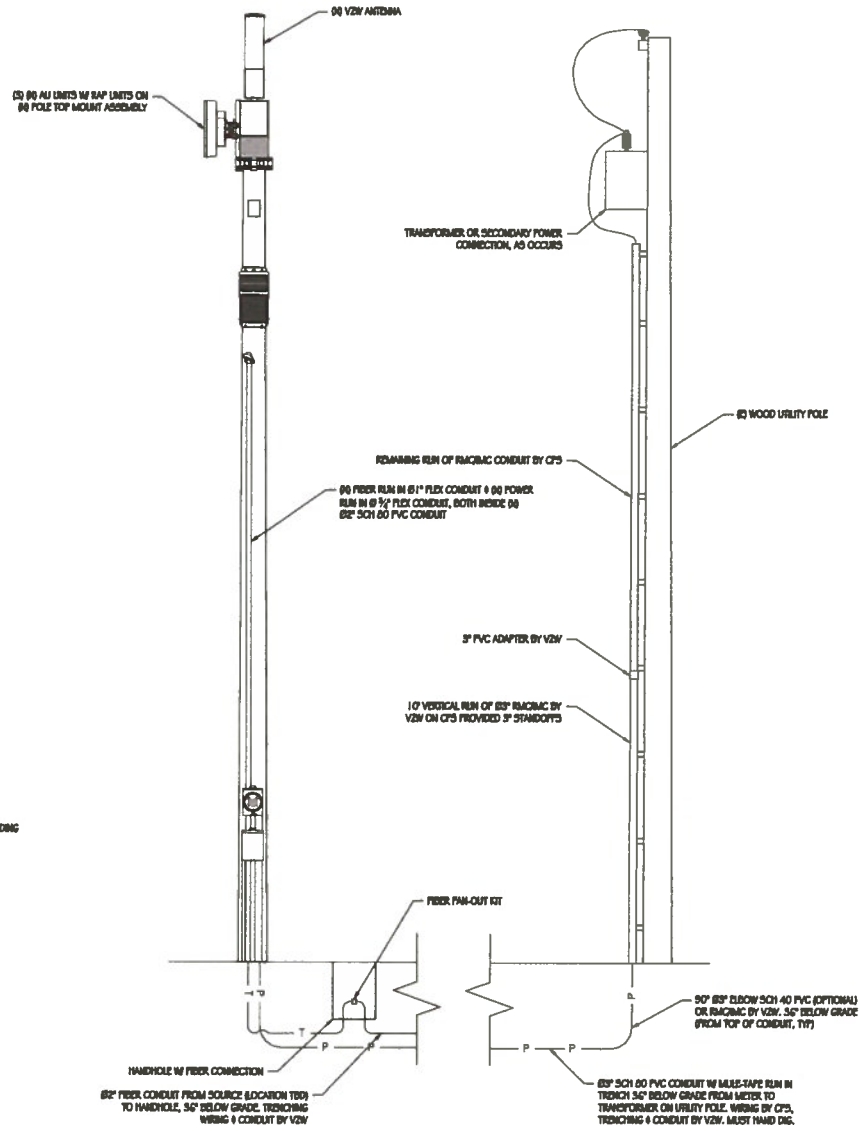 (N) VZW ANTENNA
(3) (N) AU UNITS W/ RAP UNITS ON
(N) POLE TOP MOUNT ASSEMBLY
TRANSFORMER OR SECONDARY POWER
CONNECTION, AS OCCURS
(E) WOOD UTILITY POLE
REMAINING RUN OF RMC/IMC CONDUIT BY CPS
(N) FIBER RUN IN Ø1" FLEX CONDUIT & (N) POWER
RUN IN Ø 3/4" FLEX CONDUIT, BOTH INSIDE (N)
Ø2" SCH 80 PVC CONDUIT
3" PVC ADAPTER BY VZW
10' VERTICAL RUN OF Ø3" RMC/IMC BY
VZW ON CPS PROVIDED 3" STANDOFFS
DING
FIBER FAN-OUT KIT
T P
P
T
P P
P P
90° Ø3" ELBOW SCH 40 PVC (OPTIONAL)
OR RMC/IMC BY VZW. 36" BELOW GRADE
(FROM TOP OF CONDUIT, TYP)
HANDHOLE W/ FIBER CONNECTION
Ø2" FIBER CONDUIT FROM SOURCE (LOCATION TBD)
TO HANDHOLE, 36" BELOW GRADE. TRENCHING
WIRING & CONDUIT BY VZW
Ø3" SCH 80 PVC CONDUIT W/ MULE-TAPE RUN IN
TRENCH 36" BELOW GRADE FROM METER TO
TRANSFORMER ON UTILITY POLE. WIRING BY CPS,
TRENCHING & CONDUIT BY VZW. MUST HAND DIG.